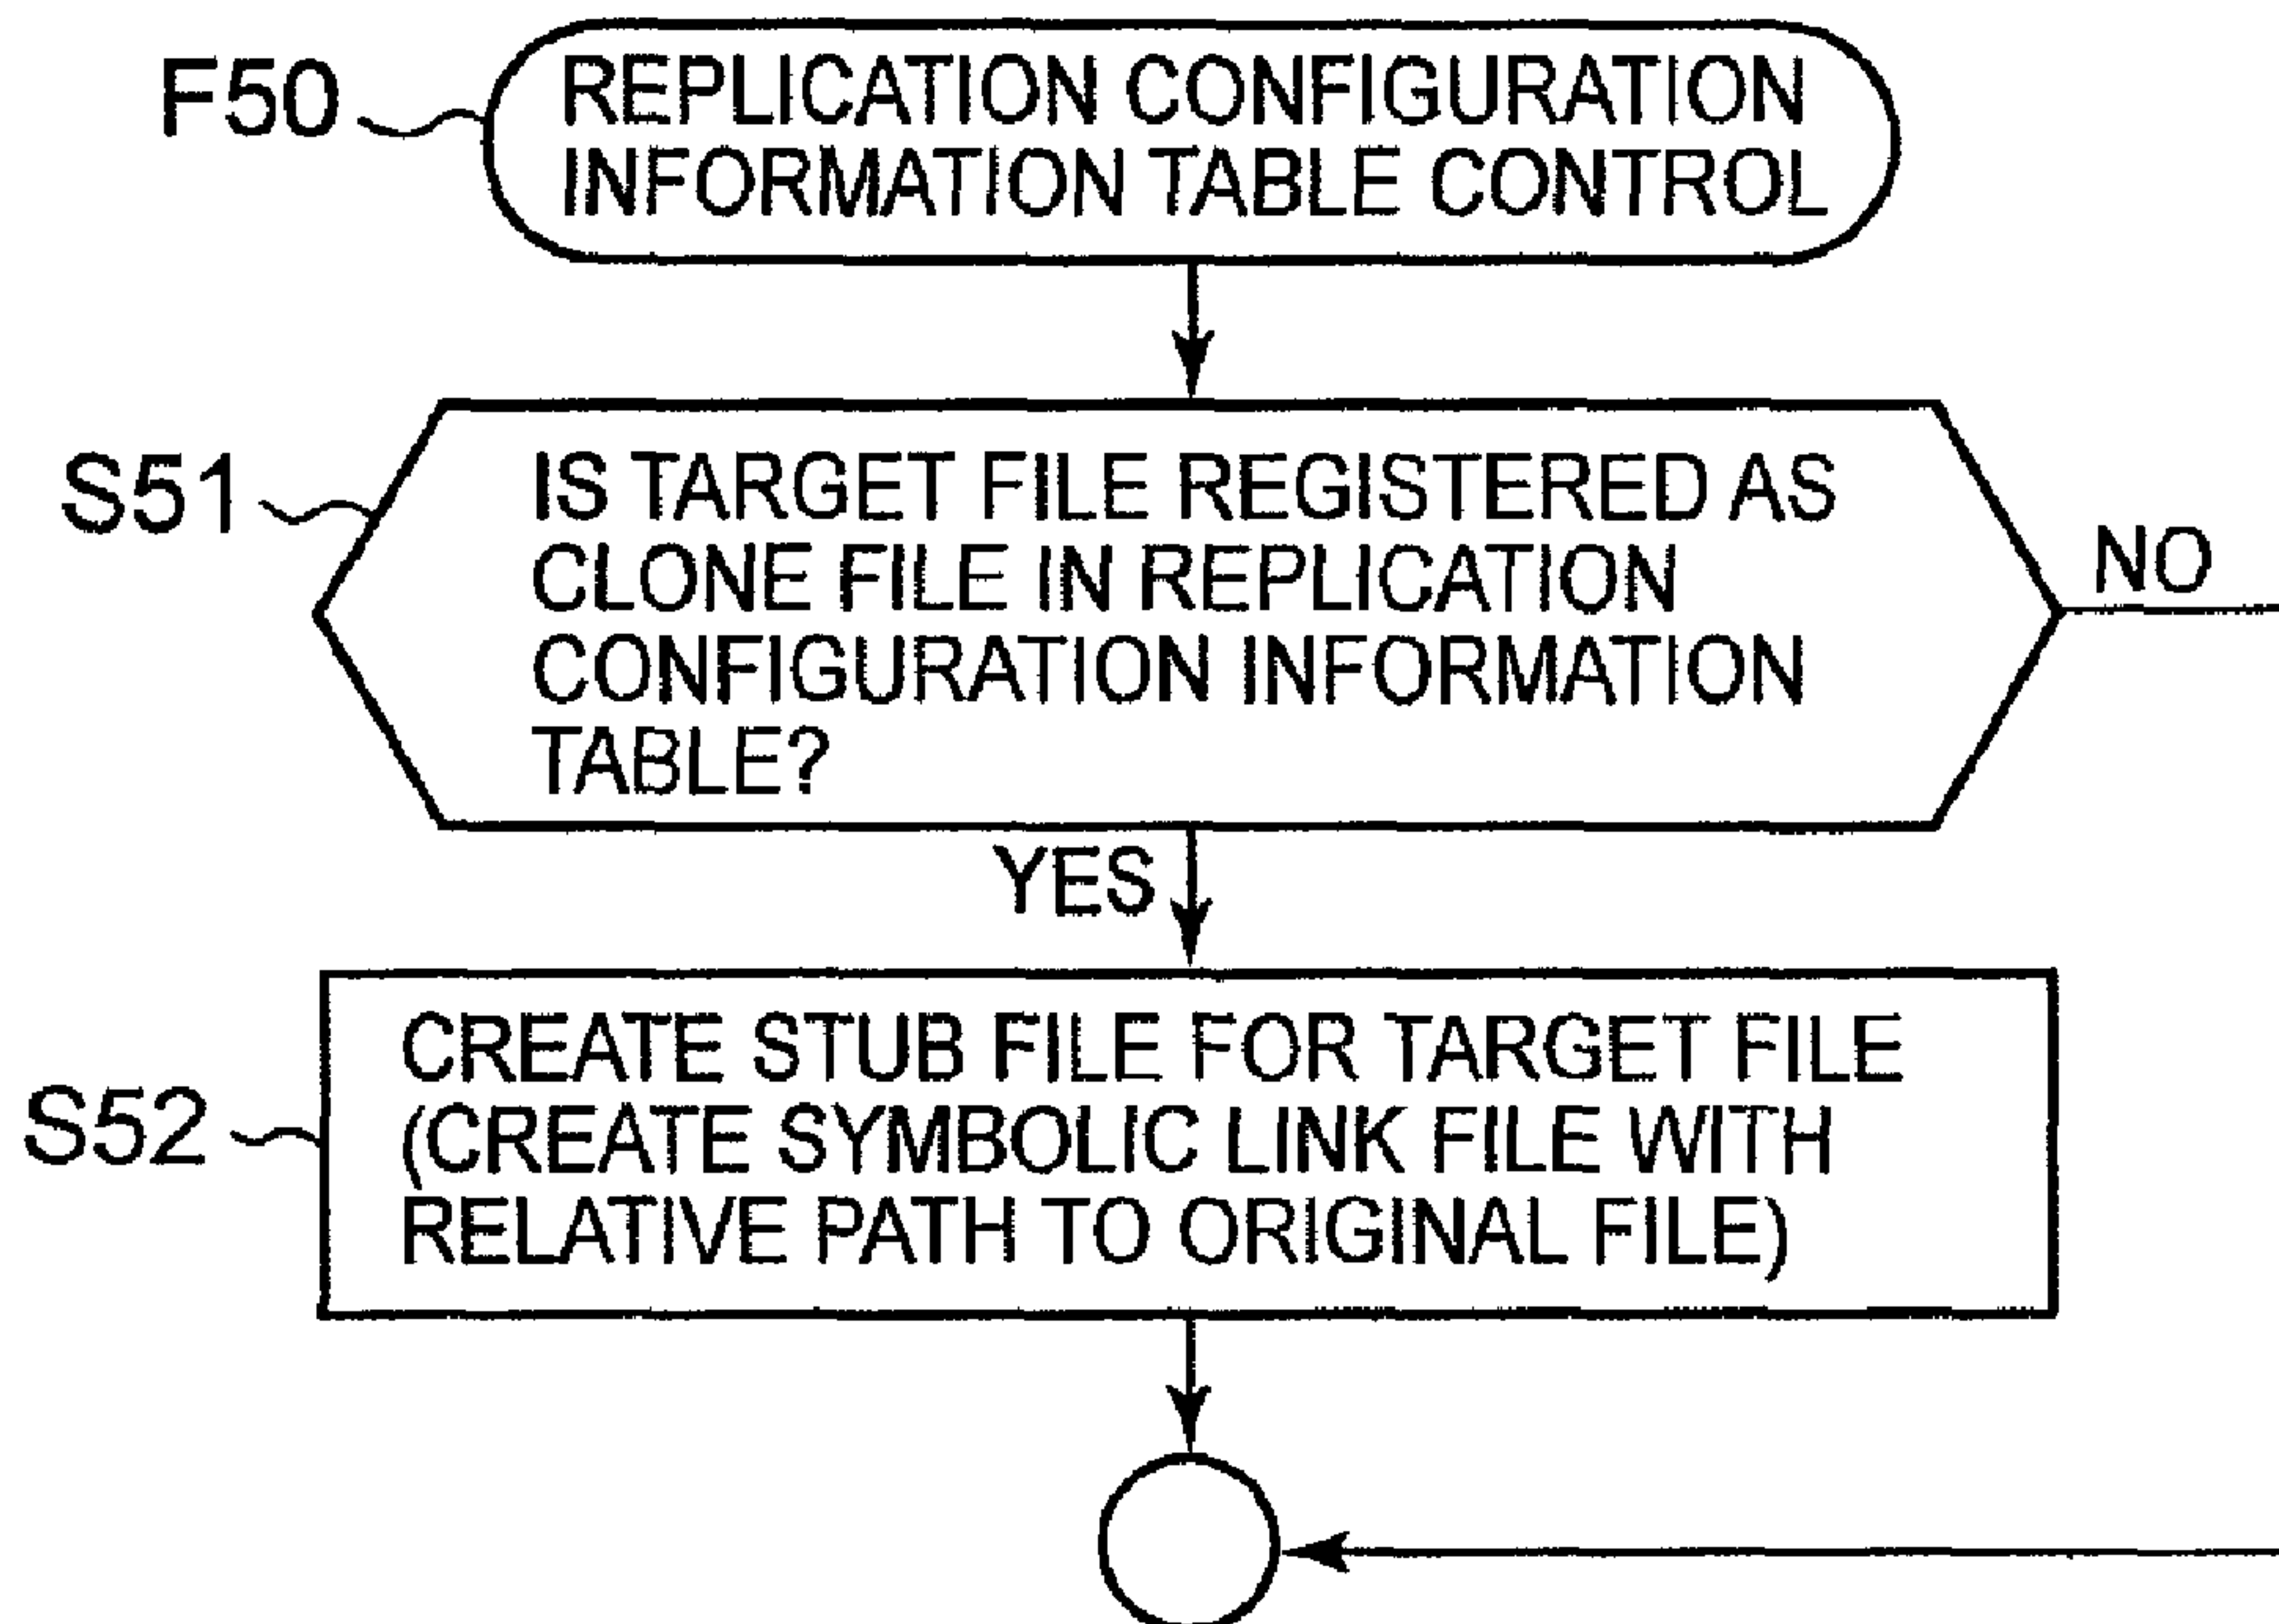 F50
REPLICATION CONFIGURATION
INFORMATION TABLE CONTROL
S51
IS TARGET FILE REGISTERED AS
CLONE FILE IN REPLICATION
CONFIGURATION INFORMATION
TABLE?
NO
YES
S52
CREATE STUB FILE FOR TARGET FILE
(CREATE SYMBOLIC LINK FILE WITH
RELATIVE PATH TO ORIGINAL FILE)